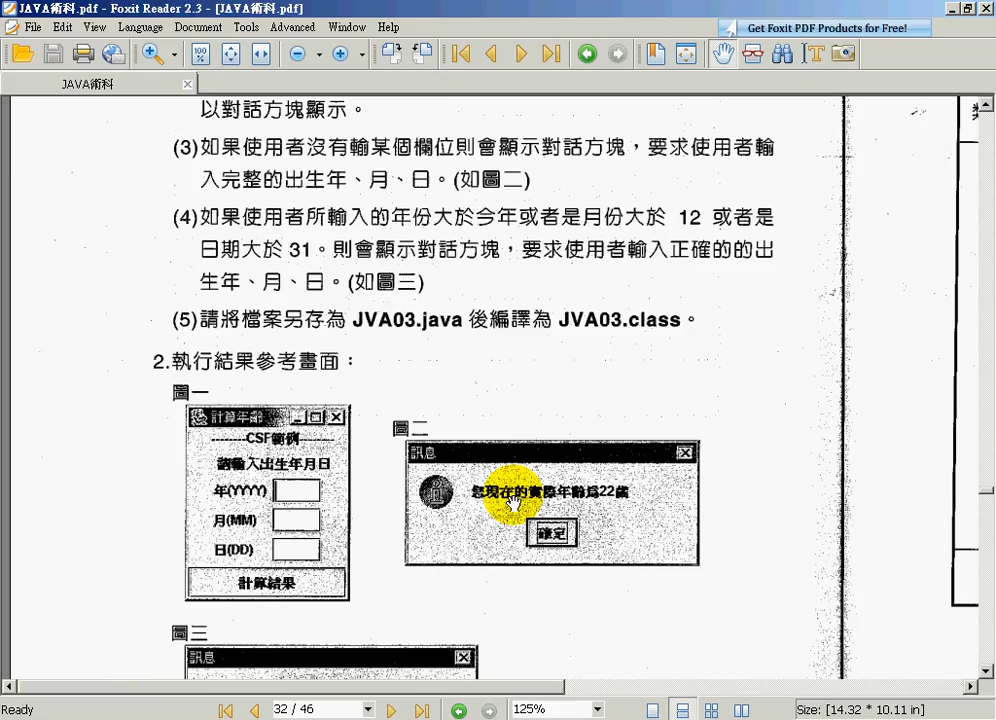 JAVA術科.pdf - Foxit Reader 2.3 - [JAVA術科.pdf]
File Edit View Language Document Tools Advanced Window Help
Get Foxit PDF Products for Free!
JAVA術科
以對話方塊顯示。
(3)如果使用者沒有輸某個欄位則會顯示對話方塊，要求使用者輸
入完整的出生年、月、日。(如圖二)
(4)如果使用者所輸入的年份大於今年或者是月份大於 12 或者是
日期大於 31。則會顯示對話方塊，要求使用者輸入正確的的出
生年、月、日。(如圖三)
(5)請將檔案另存為 JVA03.java 後編譯為 JVA03.class。
2.執行結果參考畫面：
圖一
計算年齡
-------CSF範例-------
請輸入出生年月日
年(YYYY)
月(MM)
日(DD)
計算結果
圖二
訊息
您現在的實際年齡為22歲
確定
圖三
訊息
Ready
32 / 46
125%
Size: [14.32 * 10.11 in]